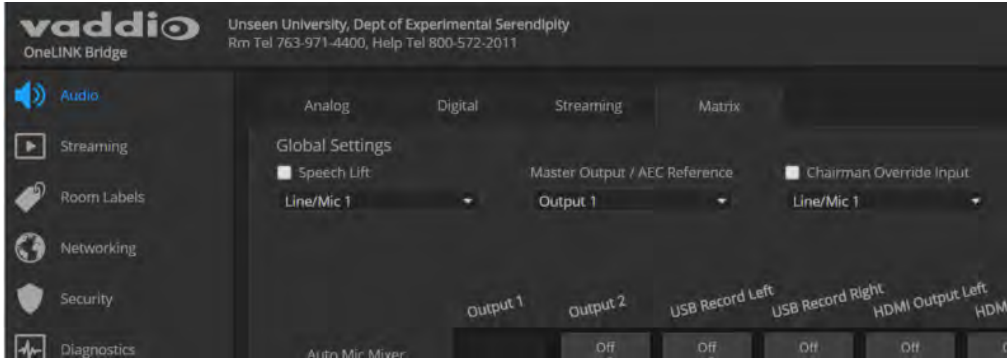 vaddio
OneLINK Bridge
Unseen University, Dept of Experimental Serendipity
Rm Tel 763-971-4400, Help Tel 800-572-2011
Audio
Streaming
Room Labels
Networking
Security
Diagnostics
Analog Digital Streaming Matrix
Global Settings
Speech Lift Master Output / AEC Reference Chairman Override Input
Line/Mic 1 Output 1 Line/Mic 1
Output 1 Output 2 USB Record Left USB Record Right HDMI Output Left HDM
Auto Mic Mixer Off Off Off Off